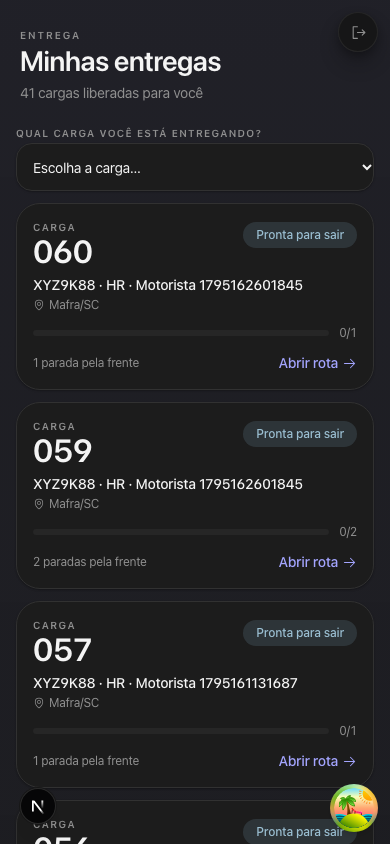 ENTREGA
Minhas entregas
41 cargas liberadas para você
QUAL CARGA VOCÊ ESTÁ ENTREGANDO?
Escolha a carga...
CARGA
060
Pronta para sair
XYZ9K88 · HR · Motorista 1795162601845
Mafra/SC
0/1
1 parada pela frente
Abrir rota →
CARGA
059
Pronta para sair
XYZ9K88 · HR · Motorista 1795162601845
Mafra/SC
0/2
2 paradas pela frente
Abrir rota →
CARGA
057
Pronta para sair
XYZ9K88 · HR · Motorista 1795161131687
Mafra/SC
0/1
1 parada pela frente
Abrir rota →
N
CARGA
Pronta para sair